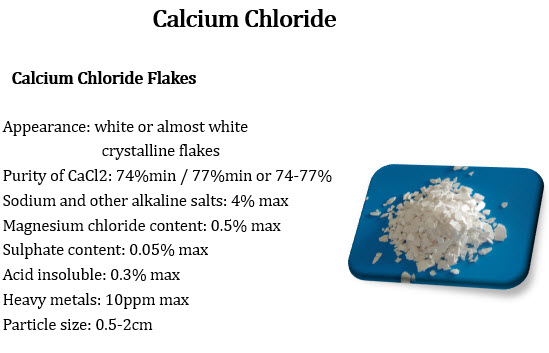 Calcium Chloride
Calcium Chloride Flakes
Appearance: white or almost white
crystalline flakes
Purity of CaCl2: 74%min / 77%min or 74-77%
Sodium and other alkaline salts: 4% max
Magnesium chloride content: 0.5% max
Sulphate content: 0.05% max
Acid insoluble: 0.3% max
Heavy metals: 10ppm max
Particle size: 0.5-2cm